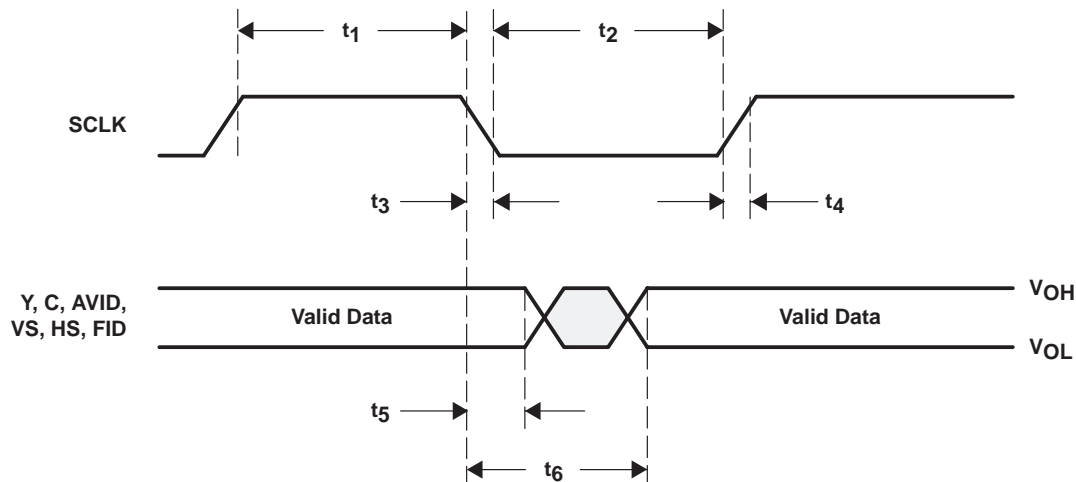 t1
t2
SCLK
t3
t4
Y, C, AVID,
VS, HS, FID
Valid Data
Valid Data
VOH
VOL
t5
t6